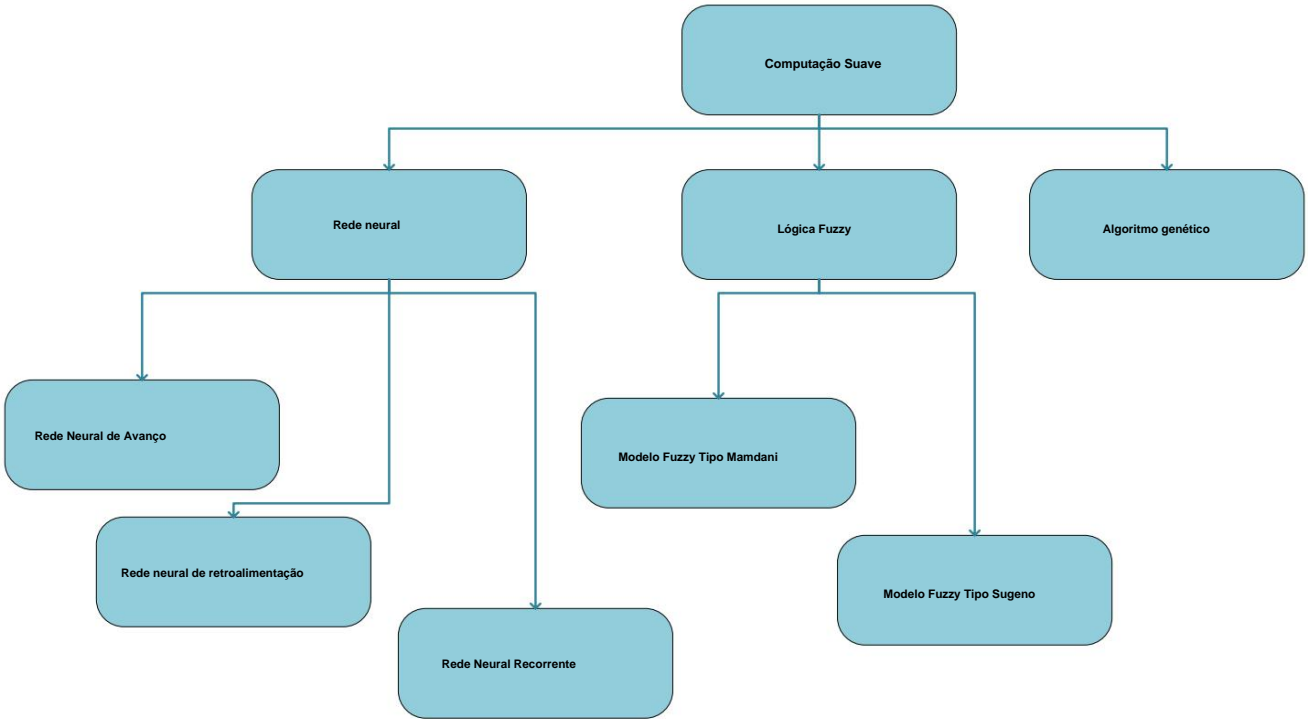 Computação Suave
Rede neural
Lógica Fuzzy
Algoritmo genético
Rede Neural de Avanço
Modelo Fuzzy Tipo Mamdani
Rede neural de retroalimentação
Modelo Fuzzy Tipo Sugeno
Rede Neural Recorrente